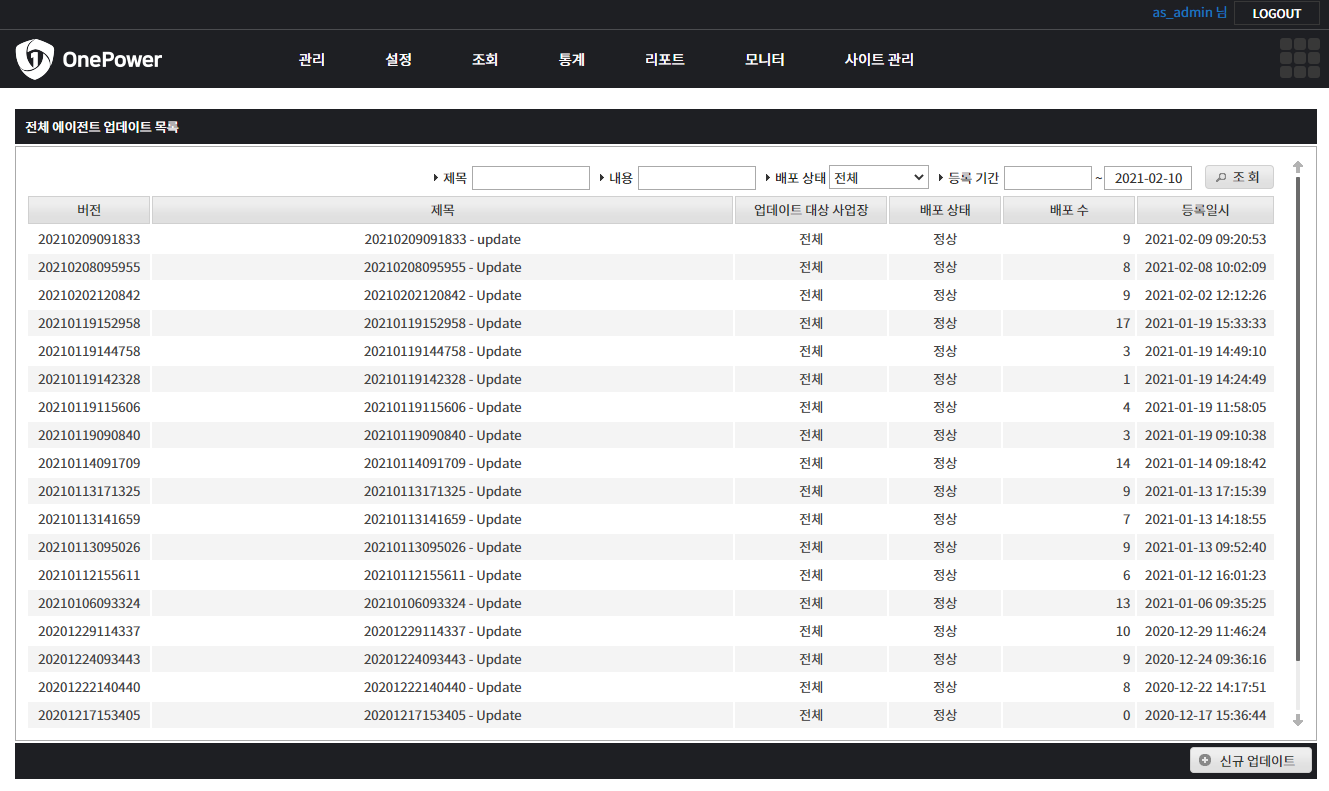 as_admin 님 LOGOUT
OnePower 관리 설정 조회 통계 리포트 모니터 사이트 관리
전체 에이전트 업데이트 목록
제목 내용 배포 상태 전체 등록 기간 ~ 2021-02-10 조 회
버전 제목 업데이트 대상 사업장 배포 상태 배포 수 등록일시
20210209091833 20210209091833 - update 전체 정상 9 2021-02-09 09:20:53
20210208095955 20210208095955 - Update 전체 정상 8 2021-02-08 10:02:09
20210202120842 20210202120842 - Update 전체 정상 9 2021-02-02 12:12:26
20210119152958 20210119152958 - Update 전체 정상 17 2021-01-19 15:33:33
20210119144758 20210119144758 - Update 전체 정상 3 2021-01-19 14:49:10
20210119142328 20210119142328 - Update 전체 정상 1 2021-01-19 14:24:49
20210119115606 20210119115606 - Update 전체 정상 4 2021-01-19 11:58:05
20210119090840 20210119090840 - Update 전체 정상 3 2021-01-19 09:10:38
20210114091709 20210114091709 - Update 전체 정상 14 2021-01-14 09:18:42
20210113171325 20210113171325 - Update 전체 정상 9 2021-01-13 17:15:39
20210113141659 20210113141659 - Update 전체 정상 7 2021-01-13 14:18:55
20210113095026 20210113095026 - Update 전체 정상 9 2021-01-13 09:52:40
20210112155611 20210112155611 - Update 전체 정상 6 2021-01-12 16:01:23
20210106093324 20210106093324 - Update 전체 정상 13 2021-01-06 09:35:25
20201229114337 20201229114337 - Update 전체 정상 10 2020-12-29 11:46:24
20201224093443 20201224093443 - Update 전체 정상 9 2020-12-24 09:36:16
20201222140440 20201222140440 - Update 전체 정상 8 2020-12-22 14:17:51
20201217153405 20201217153405 - Update 전체 정상 0 2020-12-17 15:36:44
신규 업데이트